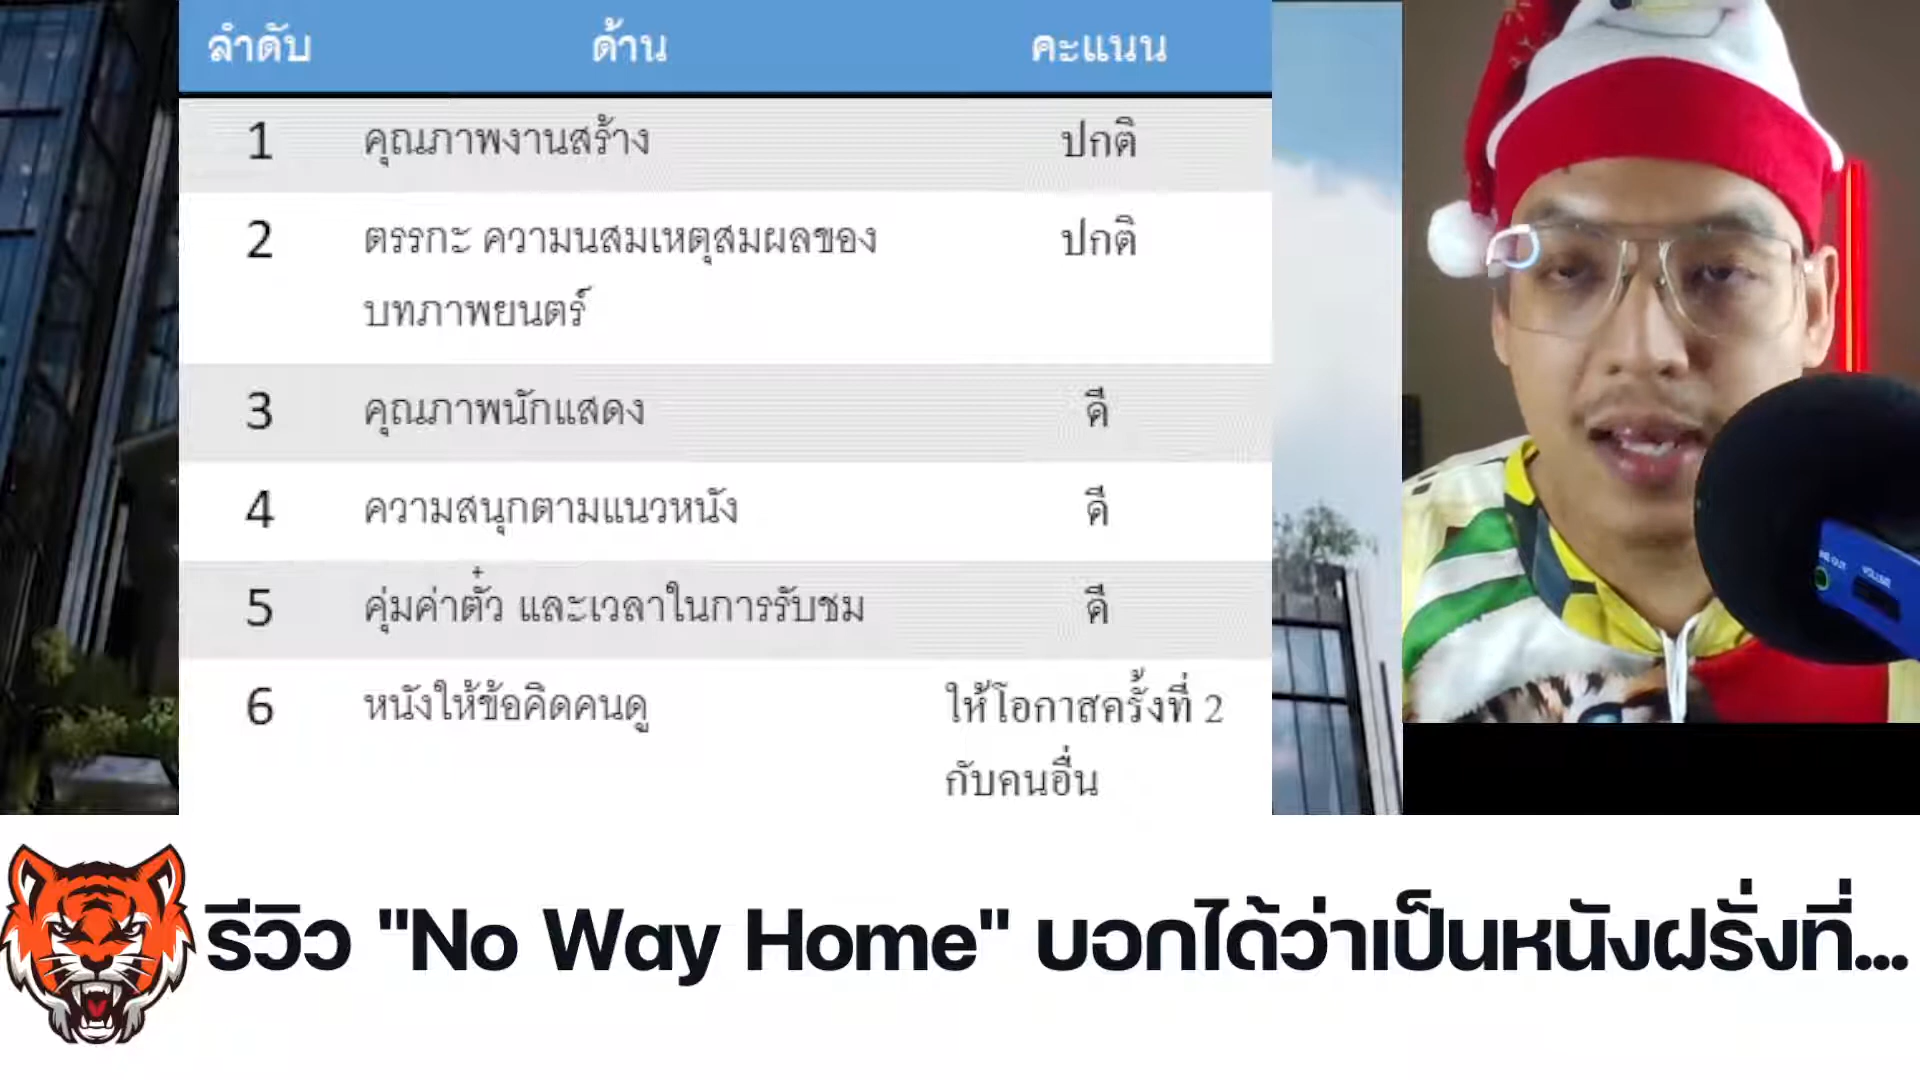 ลำดับ ด้าน คะแนน
1 คุณภาพงานสร้าง ปกติ
2 ตรรกะ ความนสมเหตุสมผลของ ปกติ
บทภาพยนตร์
3 คุณภาพนักแสดง ดี
4 ความสนุกตามแนวหนัง ดี
5 คุ่มค่าตั๋ว และเวลาในการรับชม ดี
6 หนังให้ข้อคิดคนดู ให้โอกาสครั้งที่ 2
กับคนอื่น
LINE OUT VOLUME
รีวิว "No Way Home" บอกได้ว่าเป็นหนังฝรั่งที่...